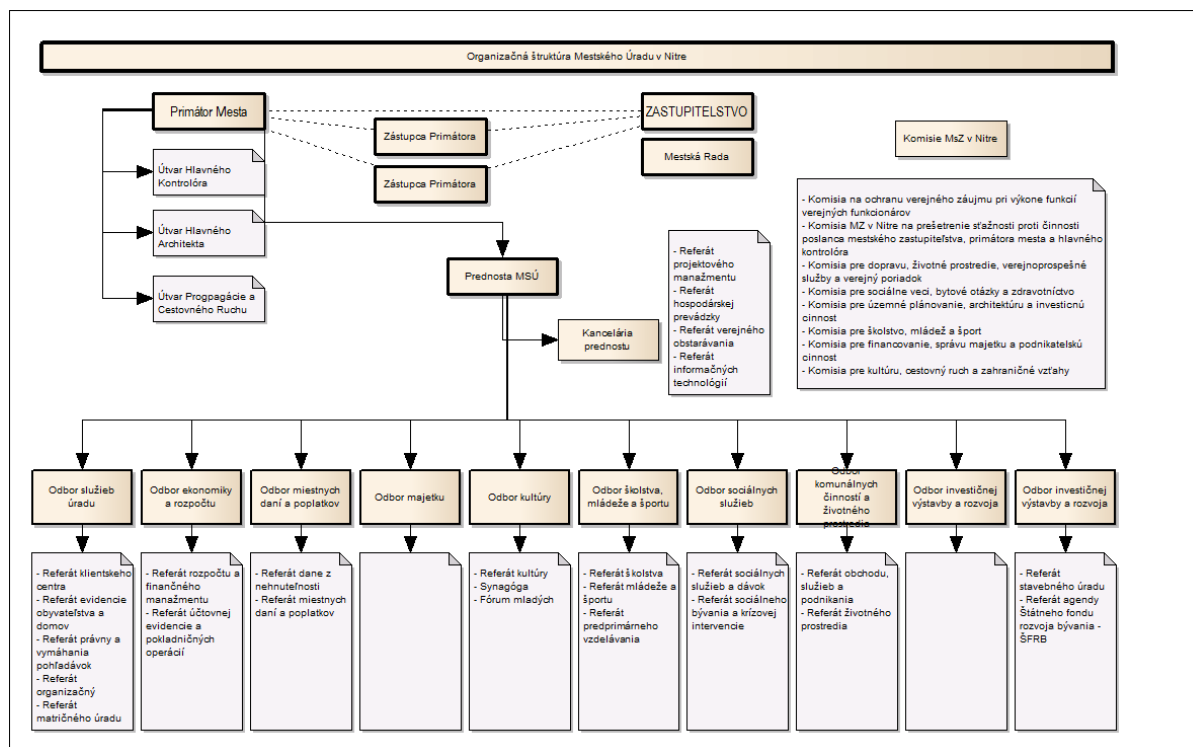 Organizačná štruktúra Mestského Úradu v Nitre
Primátor Mesta
ZASTUPITELSTVO
Zástupca Primátora
Komisie MsZ v Nitre
Mestská Rada
Zástupca Primátora
Útvar Hlavného
Kontrolóra
Útvar Hlavného
Architekta
Útvar Progpagácie a
Cestovného Ruchu
Prednosta MSÚ
Kancelária
prednostu
- Referát
projektového
manažmentu
- Referát
hospodárskej
prevádzky
- Referát verejného
obstarávania
- Referát
informačných
technológií
- Komisia na ochranu verejného záujmu pri výkone funkcií
verejných funkcionárov
- Komisia MZ v Nitre na prešetrenie sťažnosti proti činnosti
poslanca mestského zastupiteľstva, primátora mesta a hlavného
kontrolóra
- Komisia pre dopravu, životné prostredie, verejnoprospešné
služby a verejný poriadok
- Komisia pre sociálne veci, bytové otázky a zdravotníctvo
- Komisia pre územné plánovanie, architektúru a investicnú
cinnost
- Komisia pre školstvo, mládež a šport
- Komisia pre financovanie, správu majetku a podnikatelskú
cinnost
- Komisia pre kultúru, cestovný ruch a zahraničné vzťahy
Odbor služieb
úradu
Odbor ekonomiky
a rozpočtu
Odbor miestnych
daní a poplatkov
Odbor majetku
Odbor kultúry
Odbor školstva,
mládeže a športu
Odbor sociálnych
služieb
Odbor
komunálnych
činností a
životného
prostredia
Odbor investičnej
výstavby a rozvoja
Odbor investičnej
výstavby a rozvoja
- Referát klientskeho
centra
- Referát evidencie
obyvateľstva a
domov
- Referát právny a
vymáhania
pohľadávok
- Referát
organizačný
- Referát
matričného úradu
- Referát rozpočtu a
finančného
manažmentu
- Referát účtovnej
evidencie a
pokladničných
operácií
- Referát dane z
nehnuteľnosti
- Referát miestnych
daní a poplatkov
- Referát kultúry
- Synagóga
- Fórum mladých
- Referát školstva
- Referát mládeže a
športu
- Referát
predprimárneho
vzdelávania
- Referát sociálnych
služieb a dávok
- Referát sociálneho
bývania a krízovej
intervencie
- Referát obchodu,
služieb a
podnikania
- Referát životného
prostredia
- Referát
stavebného úradu
- Referát agendy
Štátneho fondu
rozvoja bývania -
ŠFRB